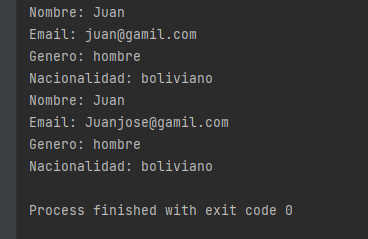 Nombre: Juan
Email: juan@gamil.com
Genero: hombre
Nacionalidad: boliviano
Nombre: Juan
Email: Juanjose@gamil.com
Genero: hombre
Nacionalidad: boliviano
Process finished with exit code 0